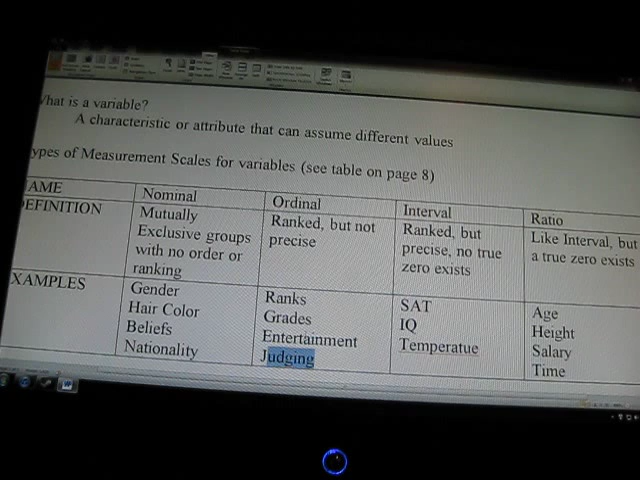 What is a variable?
A characteristic or attribute that can assume different values
ypes of Measurement Scales for variables (see table on page 8)
AME
Nominal
Ordinal
Interval
Ratio
DEFINITION
Mutually
Exclusive groups
with no order or
ranking
Ranked, but not
precise
Ranked, but
precise, no true
zero exists
Like Interval, but
a true zero exists
XAMPLES
Gender
Hair Color
Beliefs
Nationality
Ranks
Grades
Entertainment
Judging
SAT
IQ
Temperatue
Age
Height
Salary
Time